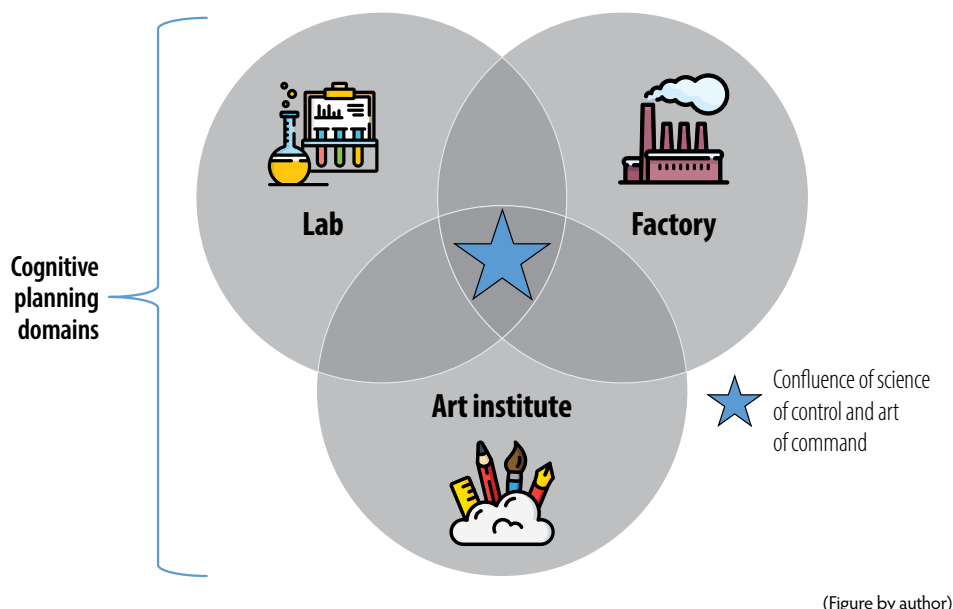 Lab
Factory
Cognitive
planning
domains
Art institute
Confluence of science
of control and art
of command
(Figure by author)